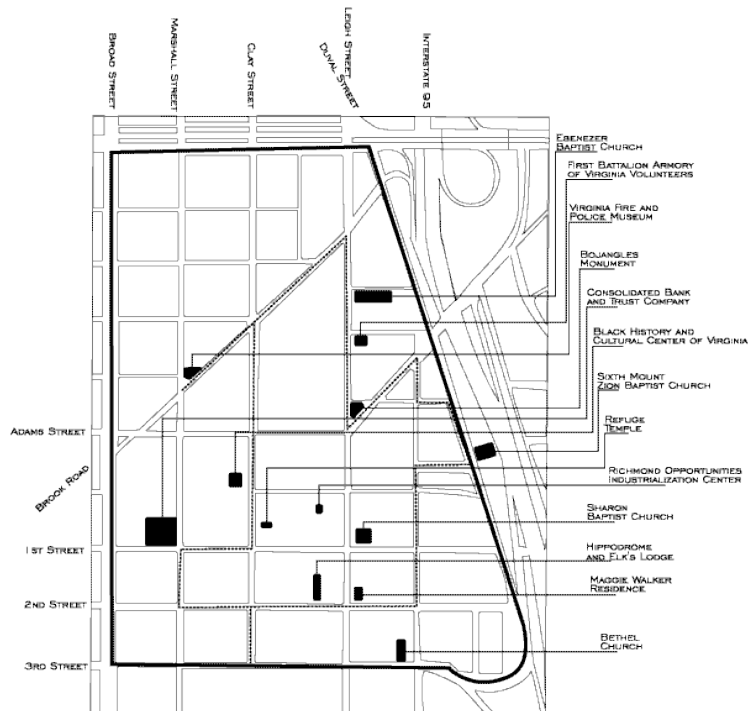 BROAD STREET
MARSHALL STREET
CLAY STREET
LEIGH STREET
DUVAL STREET
INTERSTATE 95
EBENEZER
BAPTIST CHURCH
FIRST BATTALION ARMORY
OF VIRGINIA VOLUNTEERS
VIRGINIA FIRE AND
POLICE MUSEUM
BOJANGLES
MONUMENT
CONSOLIDATED BANK
AND TRUST COMPANY
BLACK HISTORY AND
CULTURAL CENTER OF VIRGINIA
SIXTH MOUNT
ZION BAPTIST CHURCH
REFUGE
TEMPLE
RICHMOND OPPORTUNITIES
INDUSTRIALIZATION CENTER
SHARON
BAPTIST CHURCH
HIPPODROME
AND ELK'S LODGE
MAGGIE WALKER
RESIDENCE
BETHEL
CHURCH
ADAMS STREET
BROOK ROAD
1ST STREET
2ND STREET
3RD STREET